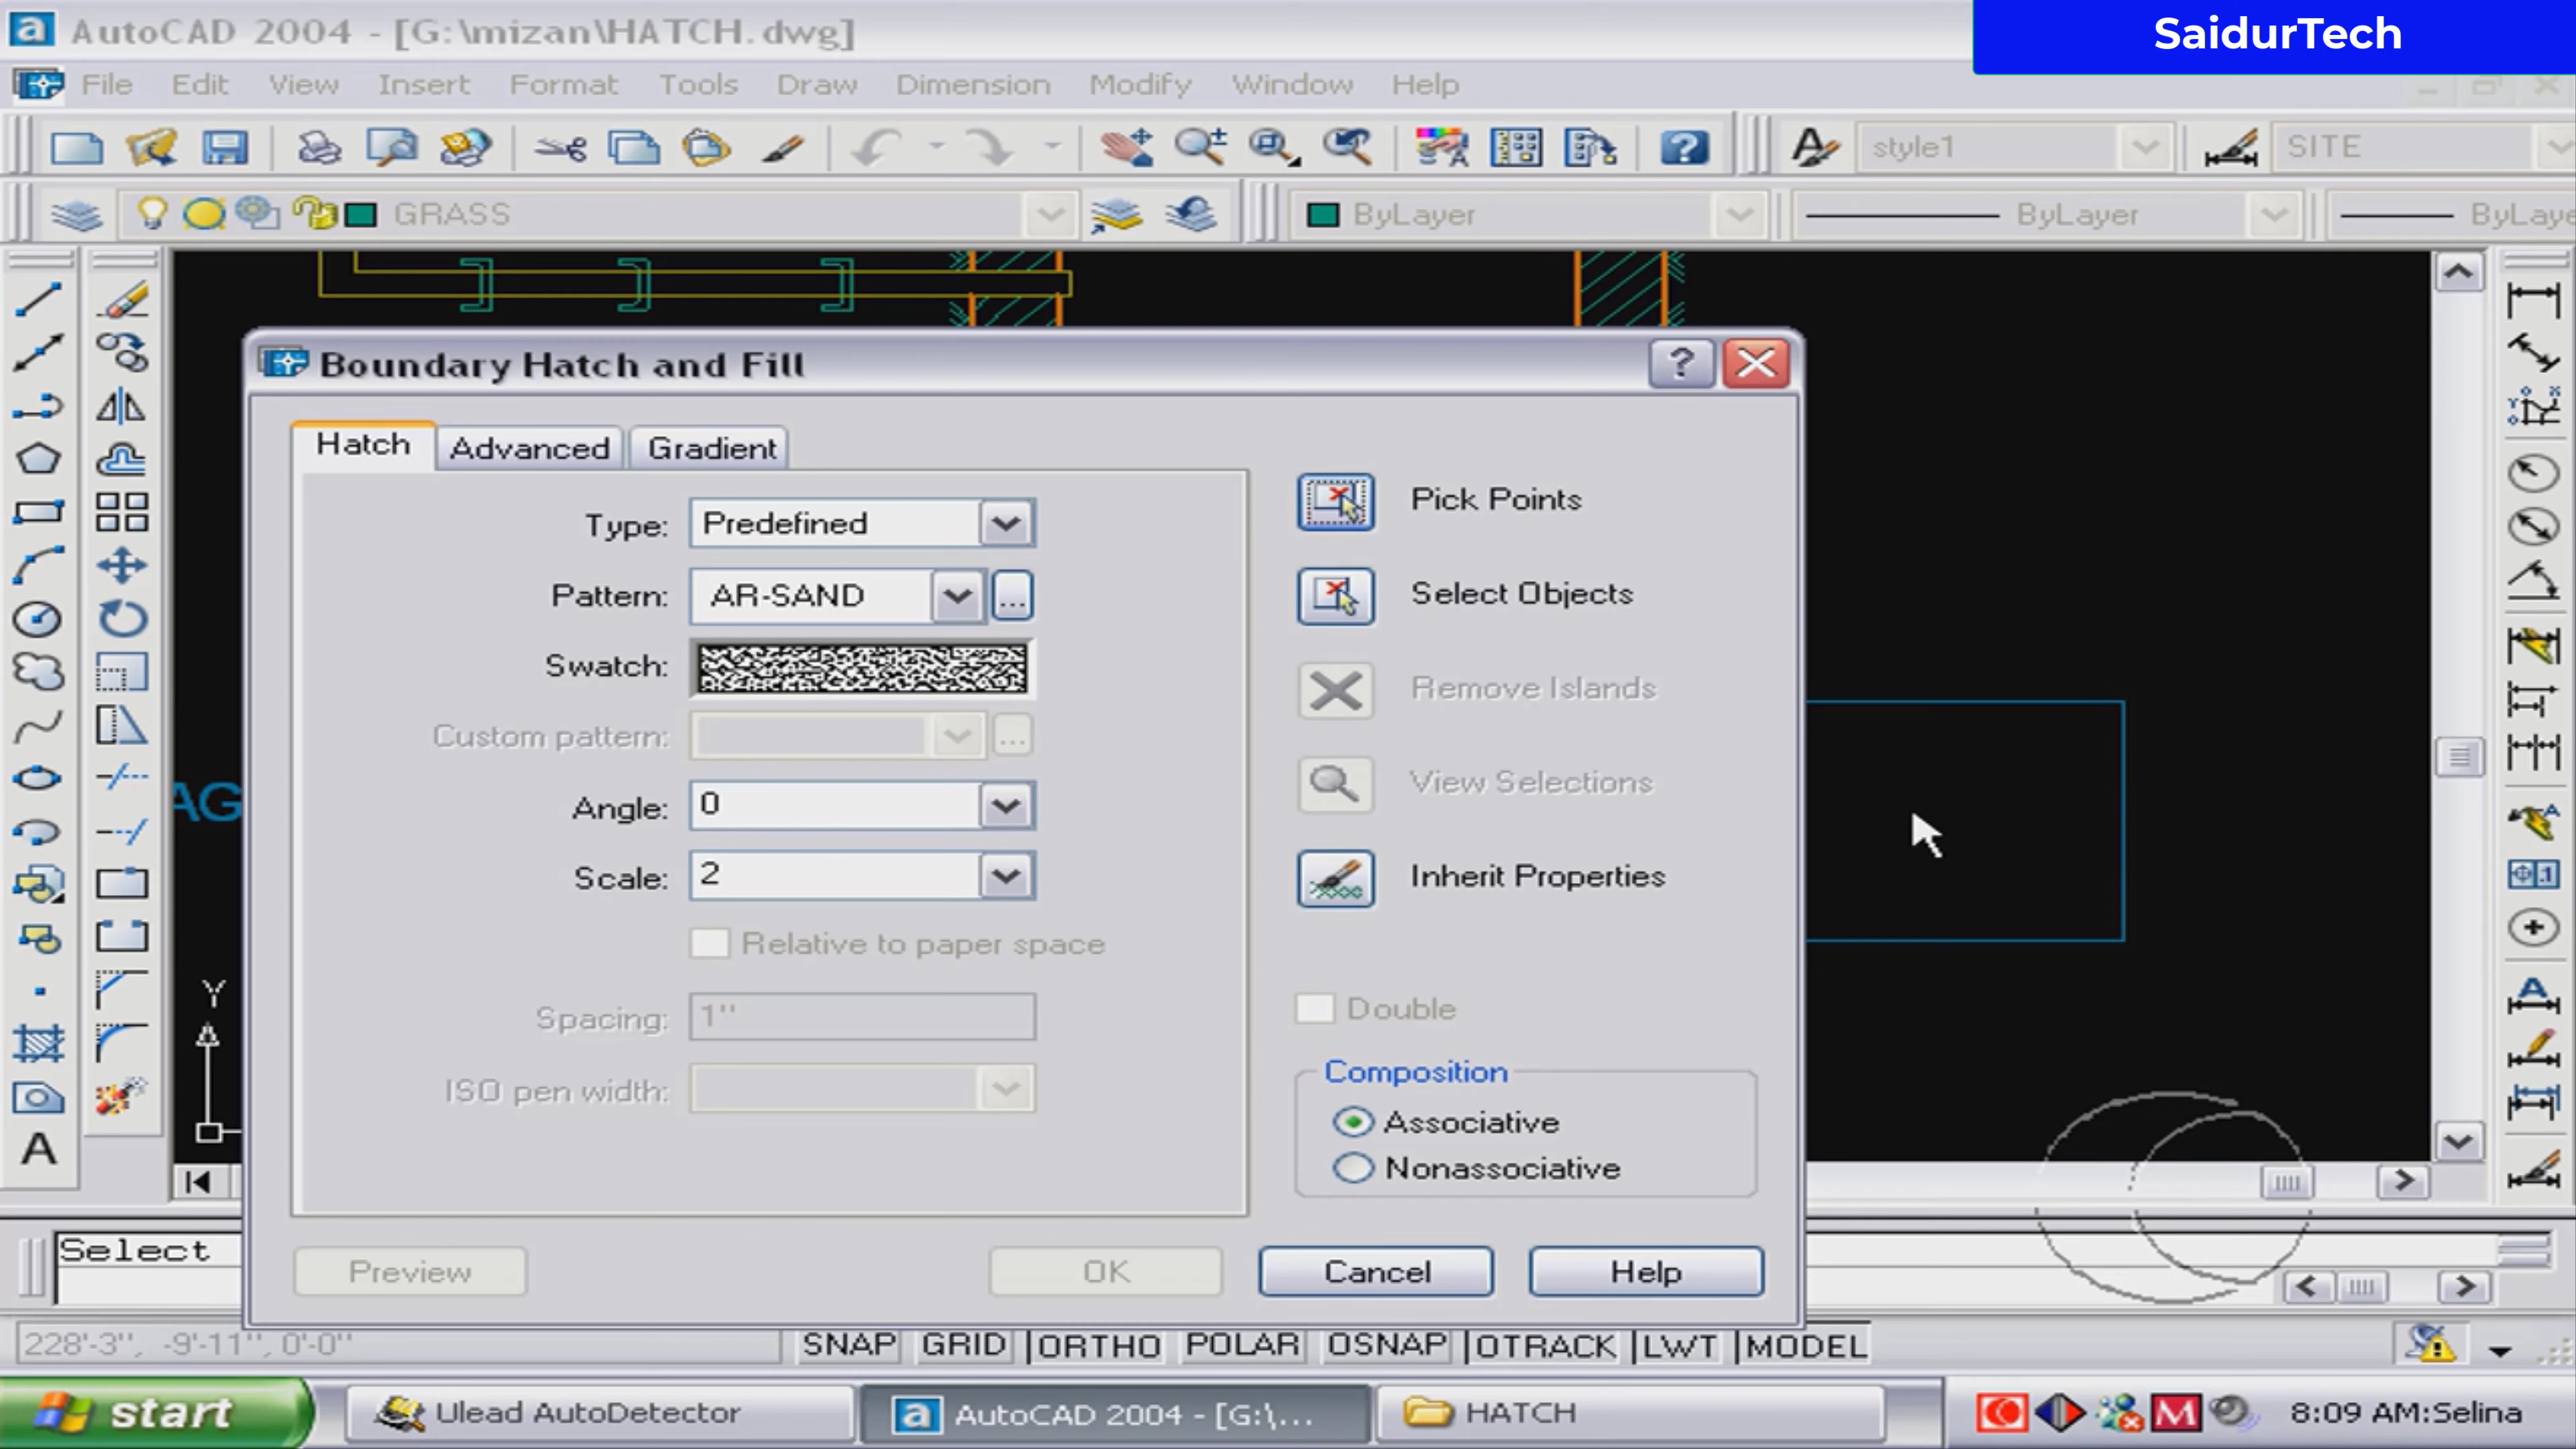 AutoCAD 2004 - [G:\mizan\HATCH.dwg]
SaidurTech
File Edit View Insert Format Tools Draw Dimension Modify Window Help
style1
SITE
GRASS
ByLayer
ByLayer
ByLaye
Boundary Hatch and Fill
Hatch
Advanced
Gradient
Type: Predefined
Pattern: AR-SAND
Swatch:
Custom pattern:
Angle: 0
Scale: 2
Relative to paper space
Spacing: 1"
ISO pen width:
Pick Points
Select Objects
Remove Islands
View Selections
Inherit Properties
Double
Composition
Associative
Nonassociative
Preview
OK
Cancel
Help
AG
Y
Select
228'-3", -9'-11", 0'-0"
SNAP GRID ORTHO POLAR OSNAP OTRACK LWT MODEL
start
Ulead AutoDetector
AutoCAD 2004 - [G:\...
HATCH
8:09 AM:Selina